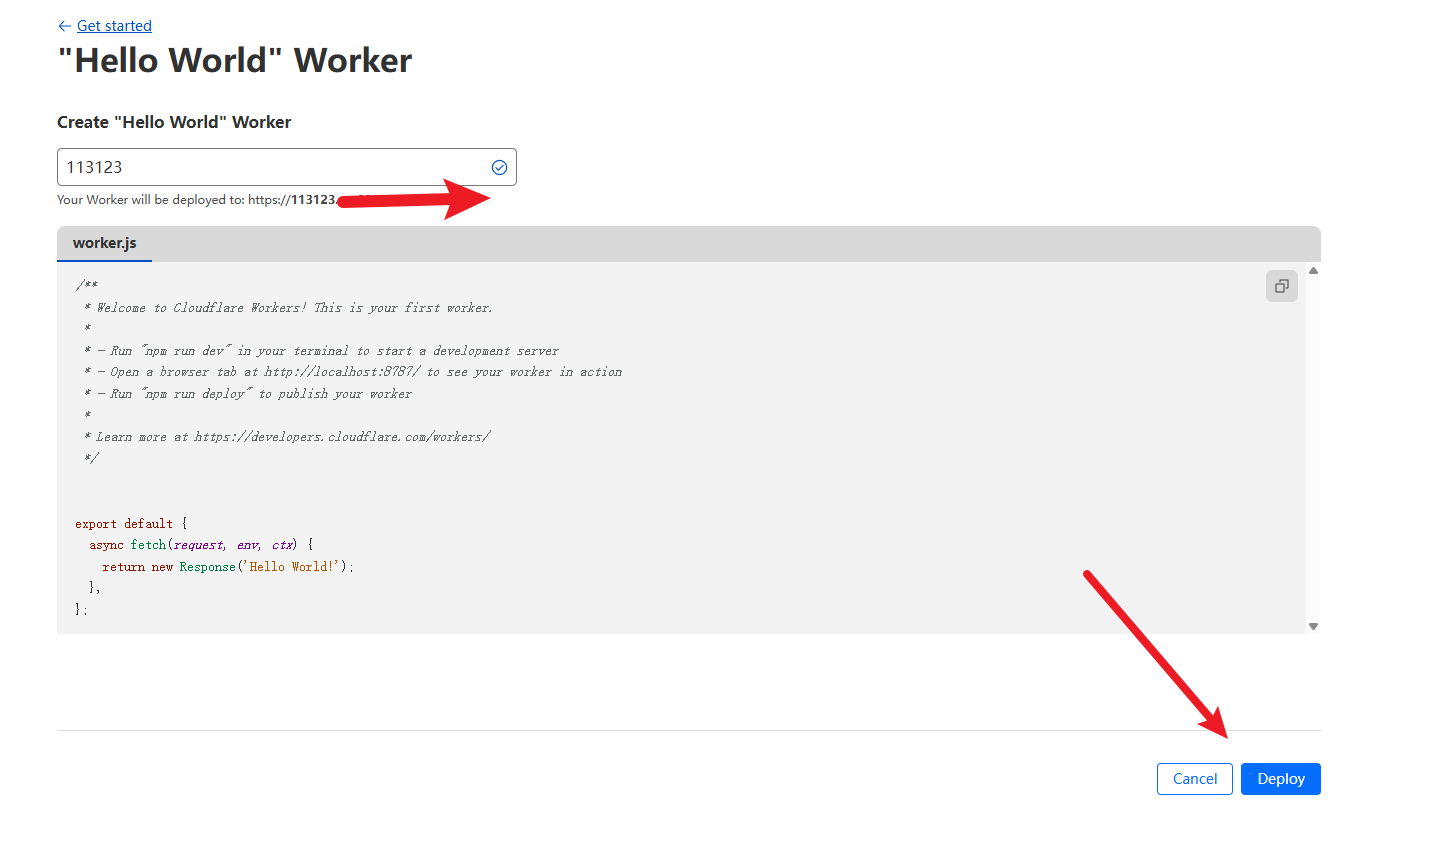 ← Get started
"Hello World" Worker
Create "Hello World" Worker
113123
Your Worker will be deployed to: https://113123.
worker.js
/**
 * Welcome to Cloudflare Workers! This is your first worker.
 *
 * - Run "npm run dev" in your terminal to start a development server
 * - Open a browser tab at http://localhost:8787/ to see your worker in action
 * - Run "npm run deploy" to publish your worker
 *
 * Learn more at https://developers.cloudflare.com/workers/
 */
export default {
  async fetch(request, env, ctx) {
    return new Response('Hello World!');
  },
};
Cancel
Deploy